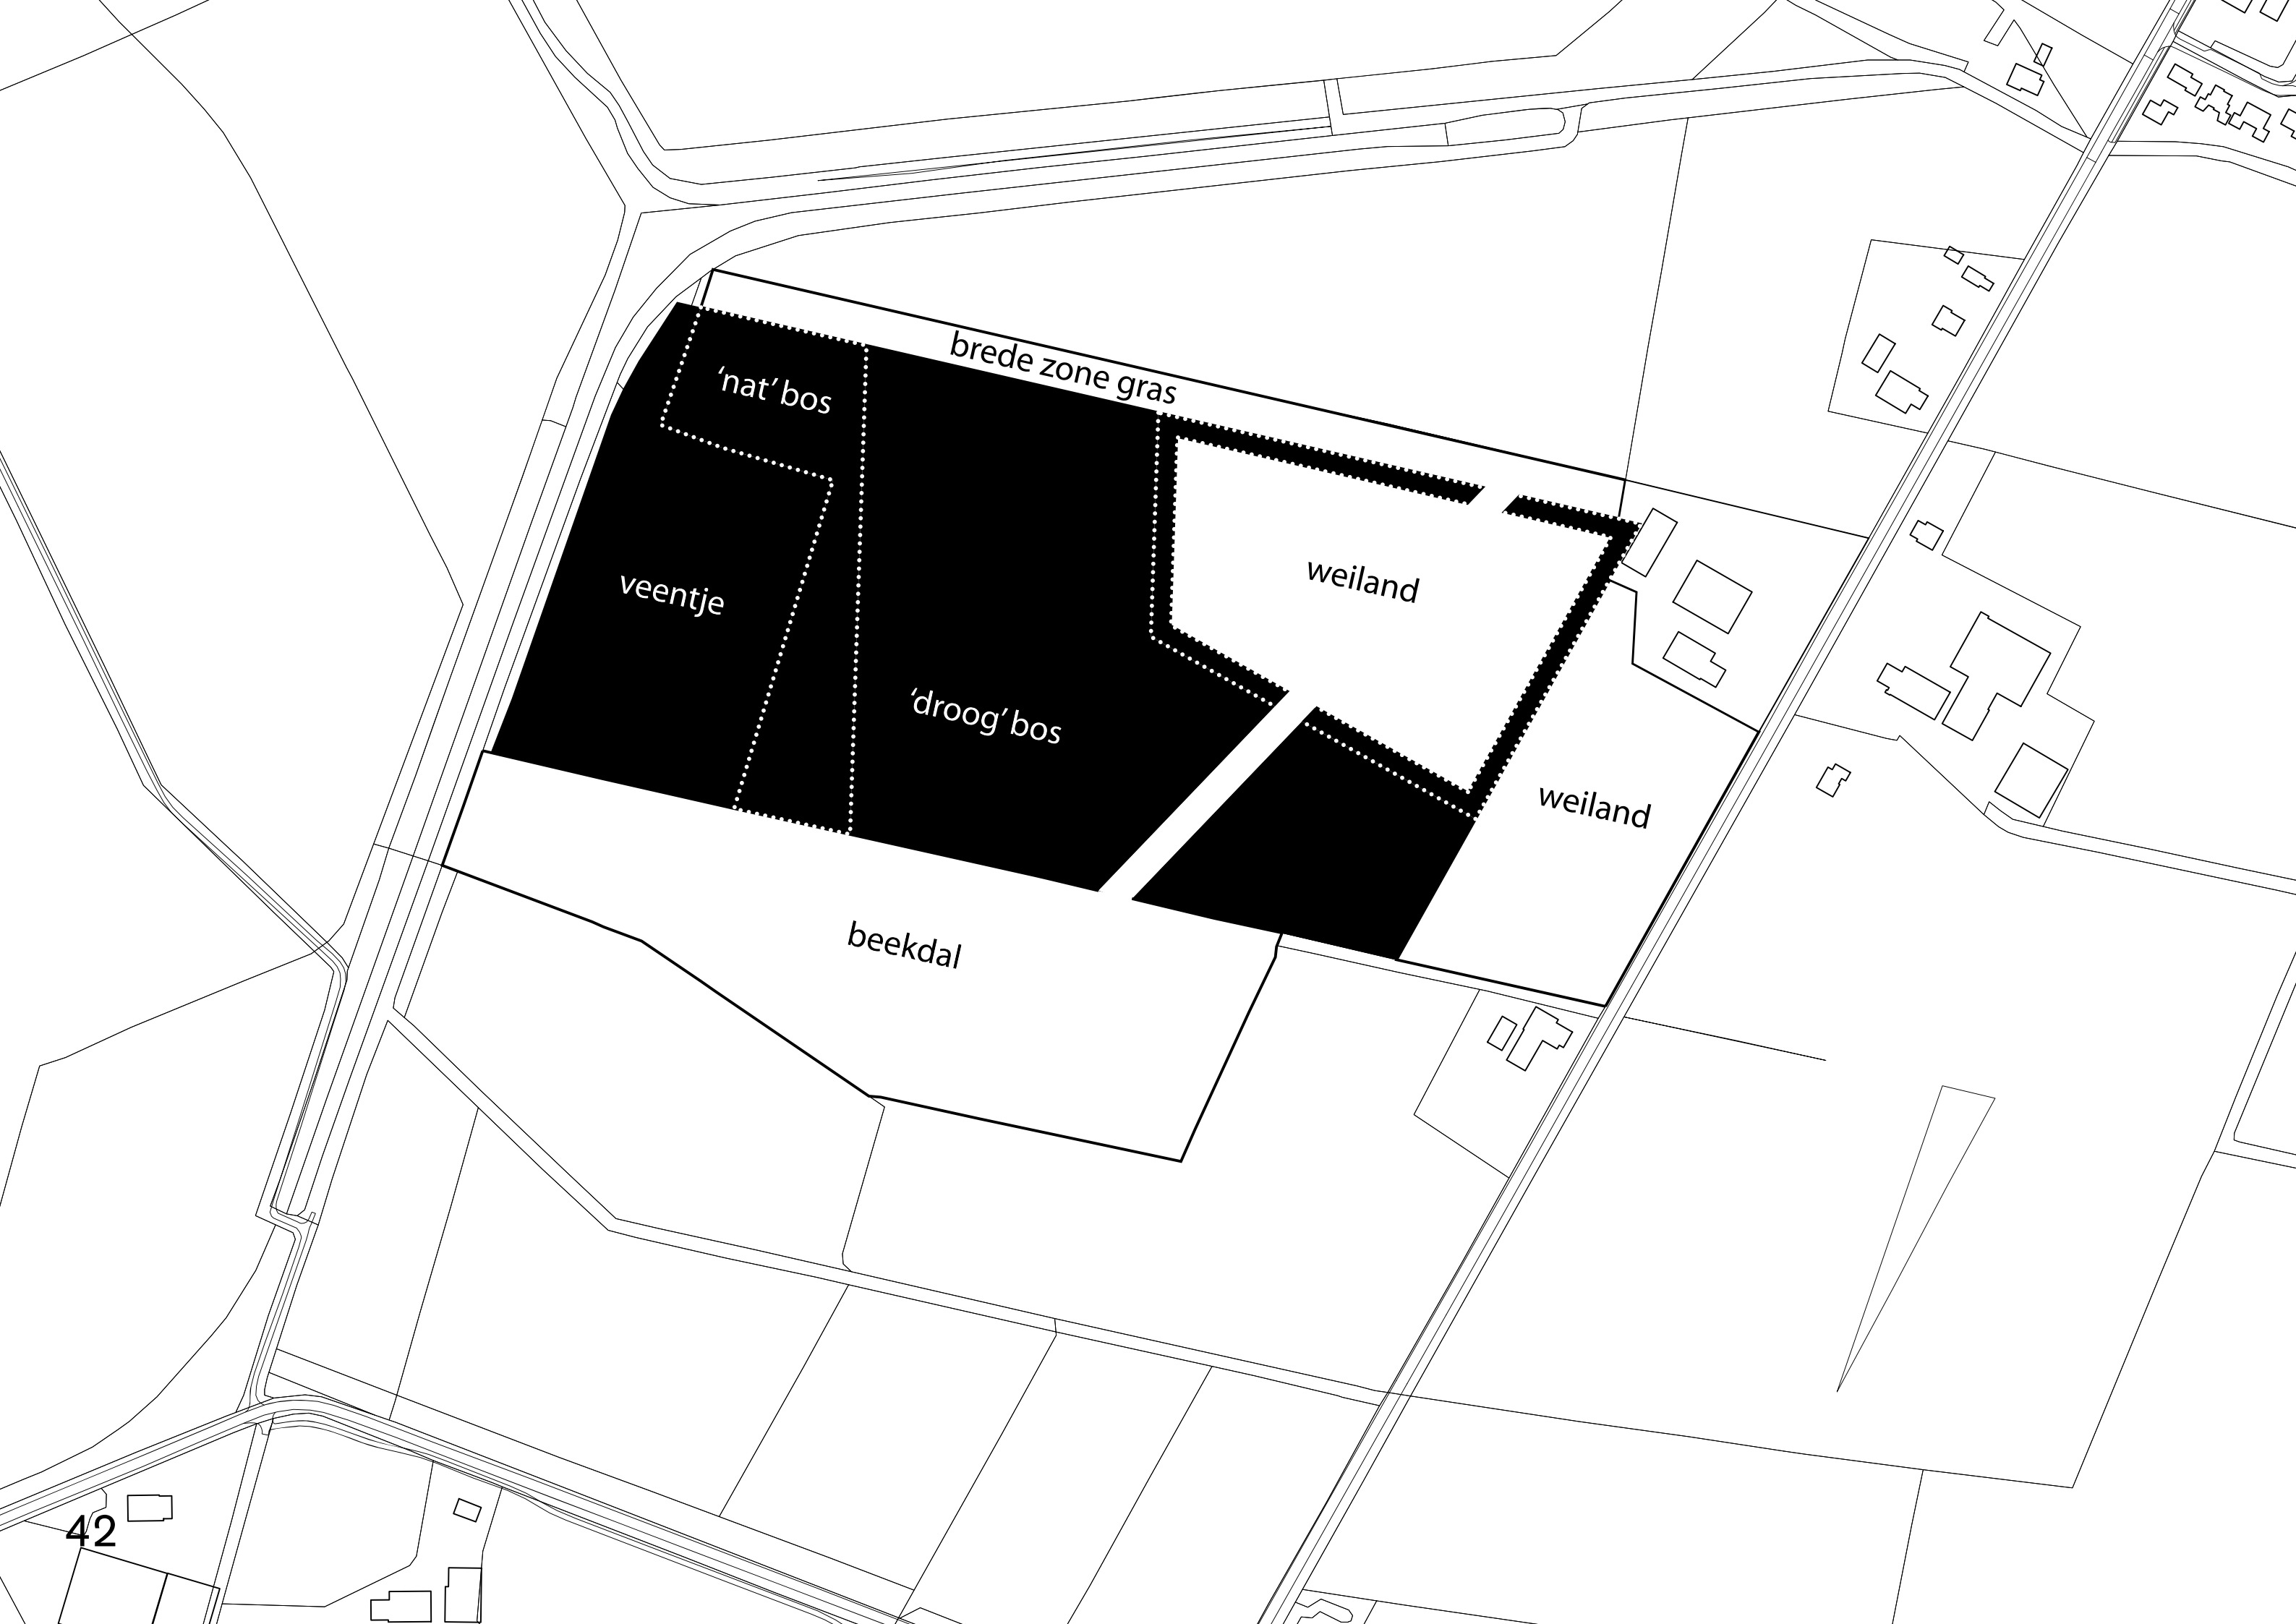 brede zone gras
‘nat’ bos
weiland
veentje
‘droog’ bos
weiland
beekdal
42